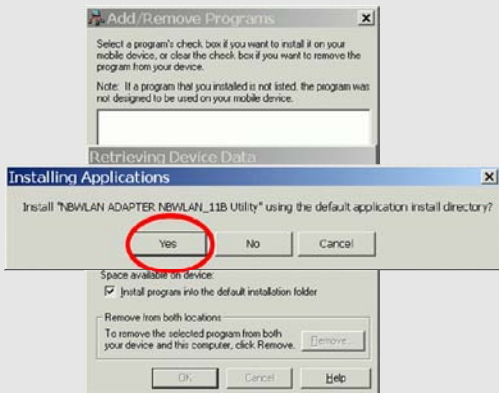 Add/Remove Programs
Select a program's check box if you want to install it on your
mobile device, or clear the check box if you want to remove the
program from your device.
Note: If a program that you installed is not listed, the program was
not designed to be used on your mobile device.
Retrieving Device Data
Installing Applications
Install "NBWLAN ADAPTER NBWLAN_11B Utility" using the default application install directory?
Yes
No
Cancel
Space available on device:
Install program into the default installation folder
Remove from both locations
To remove the selected program from both
your device and this computer, click Remove.
Remove...
OK
Cancel
Help